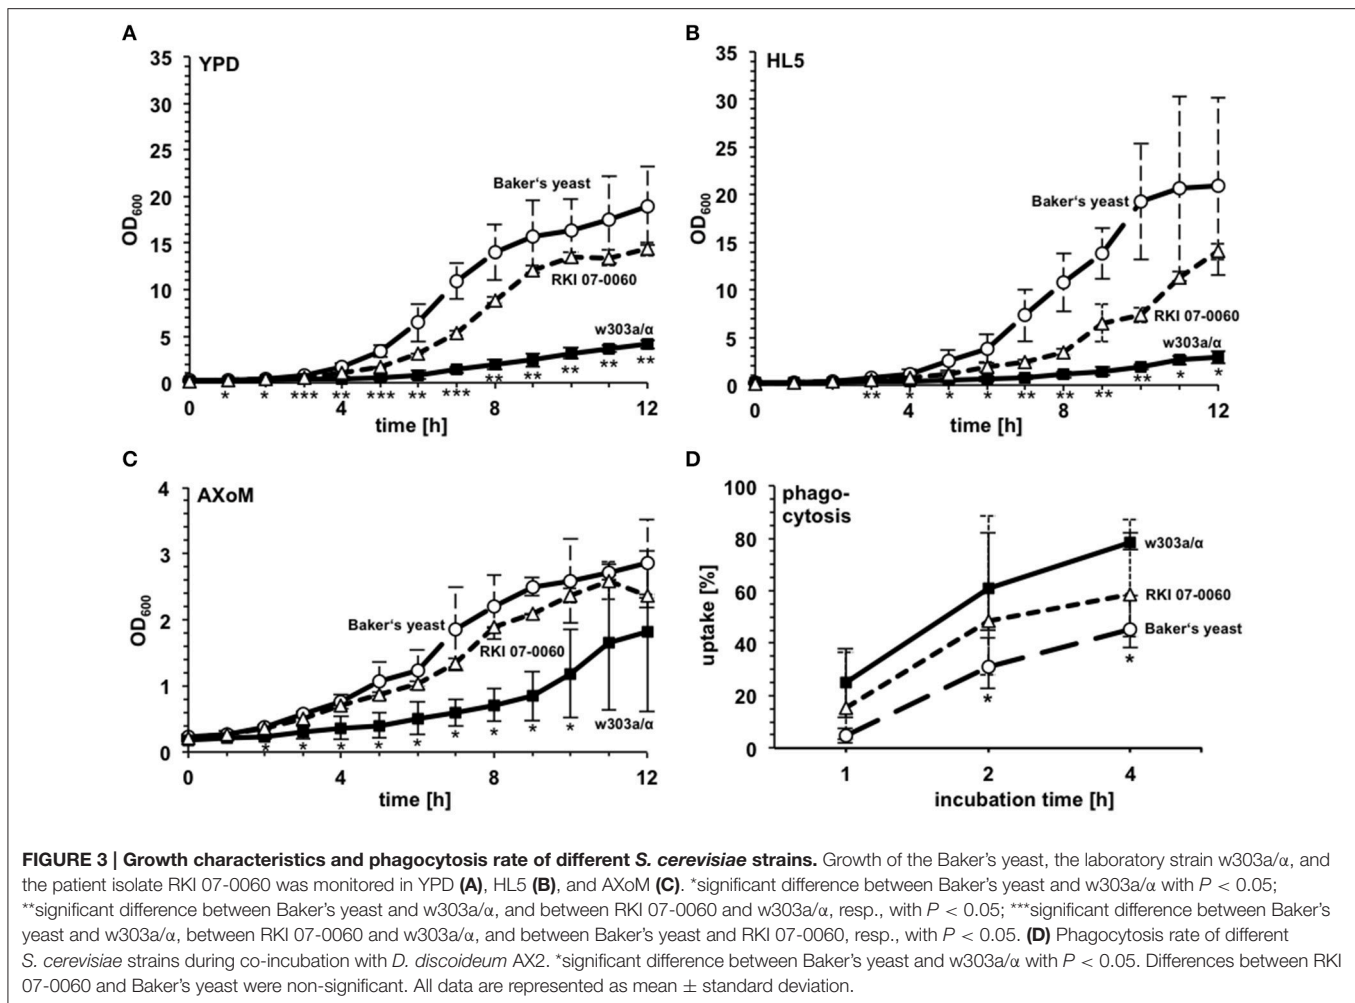 A
YPD
35
30
25
20
15
10
5
0
OD600
Baker‘s yeast
RKI 07-0060
w303a/α
* * *** ** *** ** *** ** ** ** ** **
0 4 8 12
time [h]
B
HL5
35
30
25
20
15
10
5
0
OD600
Baker‘s yeast
RKI 07-0060
w303a/α
** * * * ** ** ** ** * *
0 4 8 12
time [h]
C
AXoM
4
3
2
1
0
OD600
Baker‘s yeast
RKI 07-0060
w303a/α
* * * * * * * * *
0 4 8 12
time [h]
D
phago-
cytosis
100
80
60
40
20
0
uptake [%]
w303a/α
RKI 07-0060
Baker‘s yeast
* *
1 2 4
incubation time [h]
FIGURE 3 | Growth characteristics and phagocytosis rate of different S. cerevisiae strains. Growth of the Baker’s yeast, the laboratory strain w303a/α, and
the patient isolate RKI 07-0060 was monitored in YPD (A), HL5 (B), and AXoM (C). *significant difference between Baker’s yeast and w303a/α with P < 0.05;
**significant difference between Baker’s yeast and w303a/α, and between RKI 07-0060 and w303a/α, resp., with P < 0.05; ***significant difference between Baker’s
yeast and w303a/α, between RKI 07-0060 and w303a/α, and between Baker’s yeast and RKI 07-0060, resp., with P < 0.05. (D) Phagocytosis rate of different
S. cerevisiae strains during co-incubation with D. discoideum AX2. *significant difference between Baker’s yeast and w303a/α with P < 0.05. Differences between RKI
07-0060 and Baker’s yeast were non-significant. All data are represented as mean ± standard deviation.